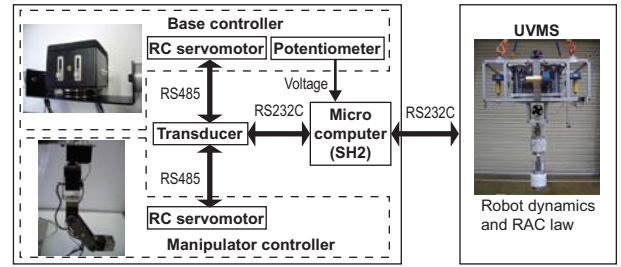 Base controller
RC servomotor
Potentiometer
RS485
Voltage
RS232C
Transducer
Micro
computer
(SH2)
RS485
RC servomotor
Manipulator controller
RS232C
UVMS
Robot dynamics
and RAC law